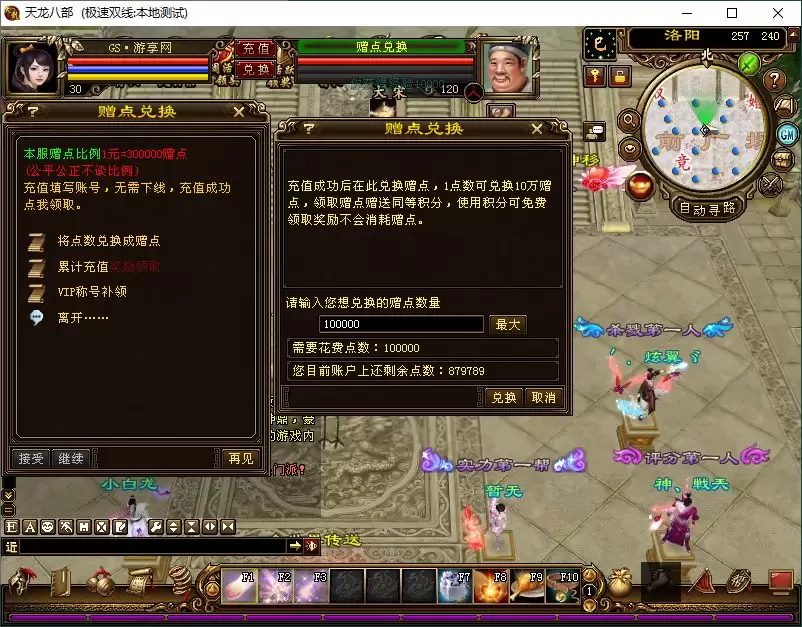 天龙八部 (极速双线:本地测试)
GS·游享网
充值
兑换
30
赠点兑换
大宋
120
洛阳
257 240
北
GM
自动寻路
赠点兑换
本服赠点比例1元=300000赠点
(公平公正不谈比例)
充值填写账号，无需下线，充值成功
点我领取。
将点数兑换成赠点
累计充值奖励领取
VIP称号补领
离开……
接受
继续
再见
赠点兑换
充值成功后在此兑换赠点，1点数可兑换10万赠
点，领取赠点赠送同等积分，使用积分可免费
领取奖励不会消耗赠点。
请输入您想兑换的赠点数量
100000
最大
需要花费点数：100000
您目前账户上还剩余点数：879789
兑换
取消
杀戮第一人
炫翼
实力第一帮
暂天
评分第一人
神、戦天
的游戏内
门派!
小白龙
传送
近
F1
F2
F3
F7
F8
F9
F10
1